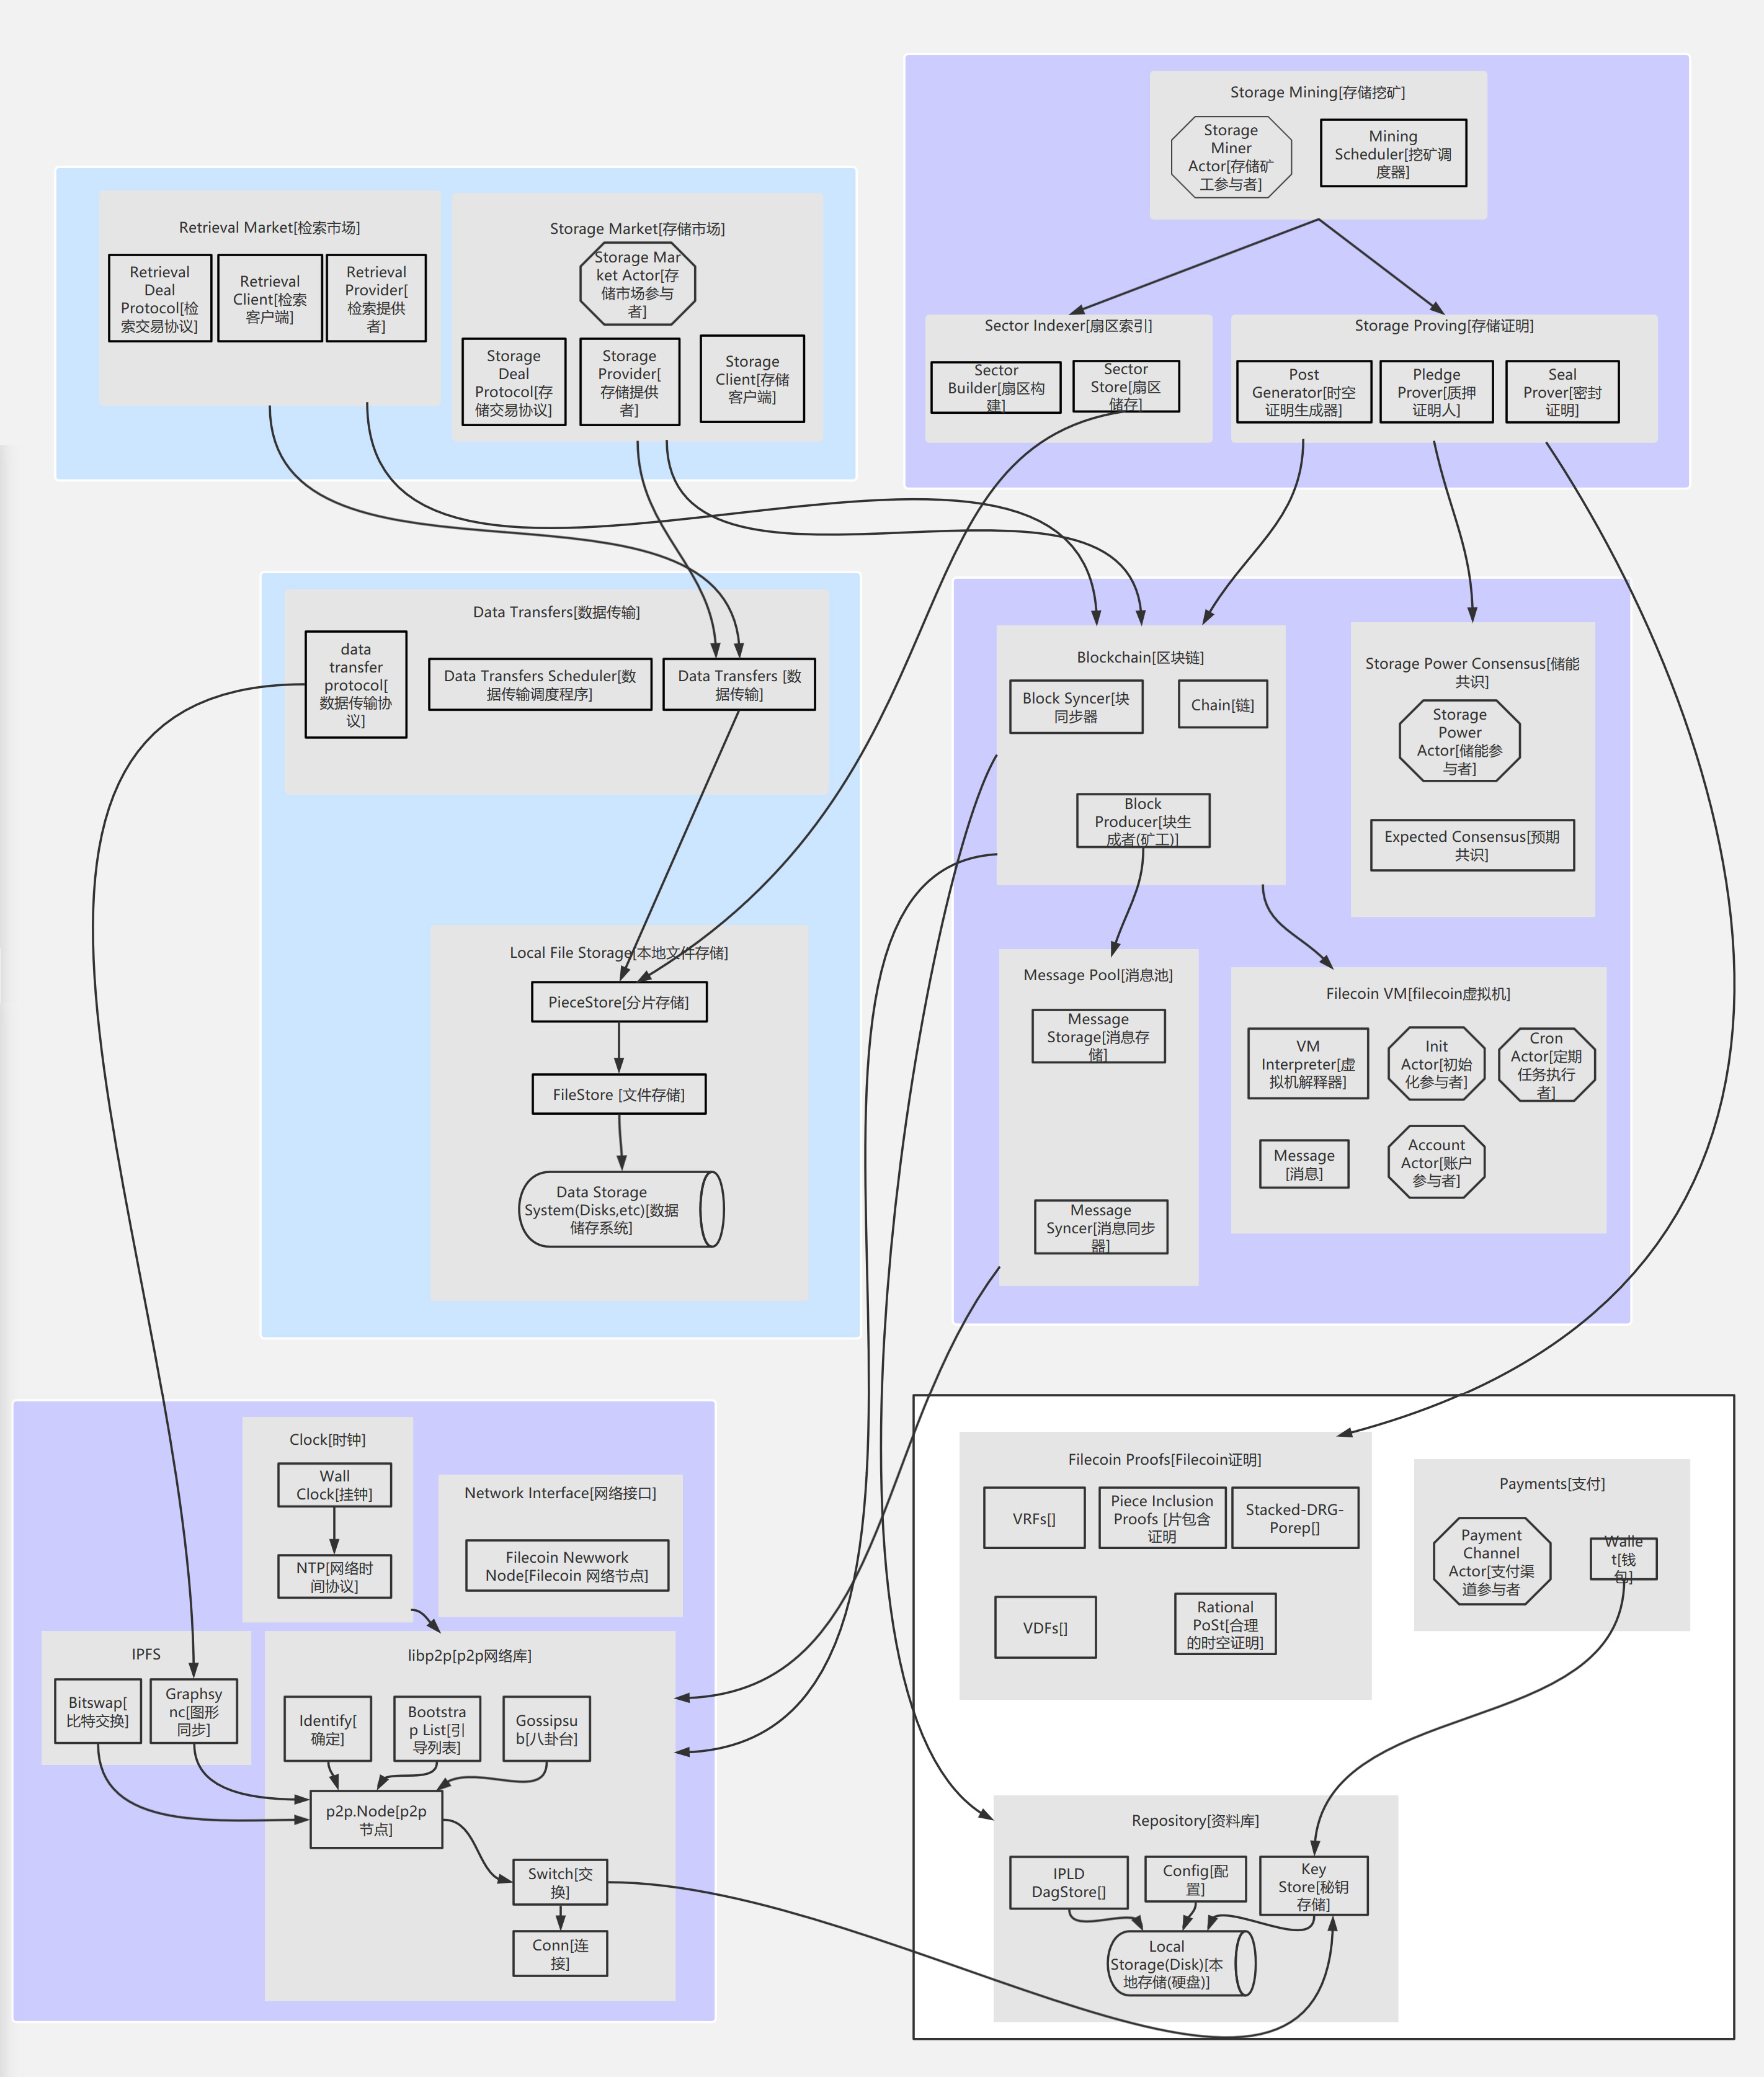 Storage Mining[存储挖矿]
Storage
Miner
Actor[存储矿
工参与者]
Mining
Scheduler[挖矿调
度器]
Retrieval Market[检索市场]
Retrieval
Deal
Protocol[检
索交易协议]
Retrieval
Client[检索
客户端]
Retrieval
Provider[
检索提供
者]
Storage Market[存储市场]
Storage Mar
ket Actor[存
储市场参与
者]
Storage
Deal
Protocol[存
储交易协议]
Storage
Provider[
存储提供
者]
Storage
Client[存储
客户端]
Sector Indexer[扇区索引]
Sector
Builder[扇区构
建]
Sector
Store[扇区
储存]
Storage Proving[存储证明]
Post
Generator[时空
证明生成器]
Pledge
Prover[质押
证明人]
Seal
Prover[密封
证明]
Data Transfers[数据传输]
data
transfer
protocol[
数据传输协
议]
Data Transfers Scheduler[数
据传输调度程序]
Data Transfers [数
据传输]
Local File Storage[本地文件存储]
PieceStore[分片存储]
FileStore [文件存储]
Data Storage
System(Disks,etc)[数据
储存系统]
Blockchain[区块链]
Block Syncer[块
同步器
Chain[链]
Block
Producer[块生
成者(矿工)]
Storage Power Consensus[储能
共识]
Storage
Power
Actor[储能参
与者]
Expected Consensus[预期
共识]
Message Pool[消息池]
Message
Storage[消息存
储]
Message
Syncer[消息同步
器]
Filecoin VM[filecoin虚拟机]
VM
Interpreter[虚
拟机解释器]
Init
Actor[初始
化参与者]
Cron
Actor[定期
任务执行
者]
Message
[消息]
Account
Actor[账户
参与者]
Clock[时钟]
Wall
Clock[挂钟]
NTP[网络时
间协议]
Network Interface[网络接口]
Filecoin Newwork
Node[Filecoin 网络节点]
IPFS
Bitswap[
比特交换]
Graphsy
nc[图形
同步]
libp2p[p2p网络库]
Identify[
确定]
Bootstra
p List[引
导列表]
Gossipsu
b[八卦台]
p2p.Node[p2p
节点]
Switch[交
换]
Conn[连
接]
Filecoin Proofs[Filecoin证明]
VRFs[]
Piece Inclusion
Proofs [片包含
证明
Stacked-DRG-
Porep[]
VDFs[]
Rational
PoSt[合理
的时空证明]
Payments[支付]
Payment
Channel
Actor[支付渠
道参与者
Walle
t[钱
包]
Repository[资料库]
IPLD
DagStore[]
Config[配
置]
Key
Store[秘钥
存储]
Local
Storage(Disk)[本
地存储(硬盘)]